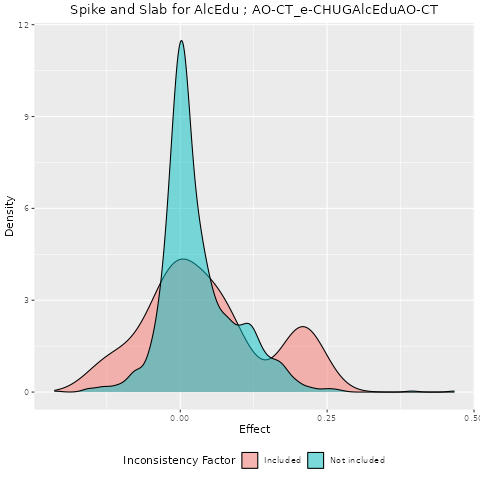 Spike and Slab for AlcEdu ; AO-CT_e-CHUGAlcEduAO-CT
12
9
6
3
0
Density
0.00
0.25
0.50
Effect
Inconsistency Factor
Included
Not included